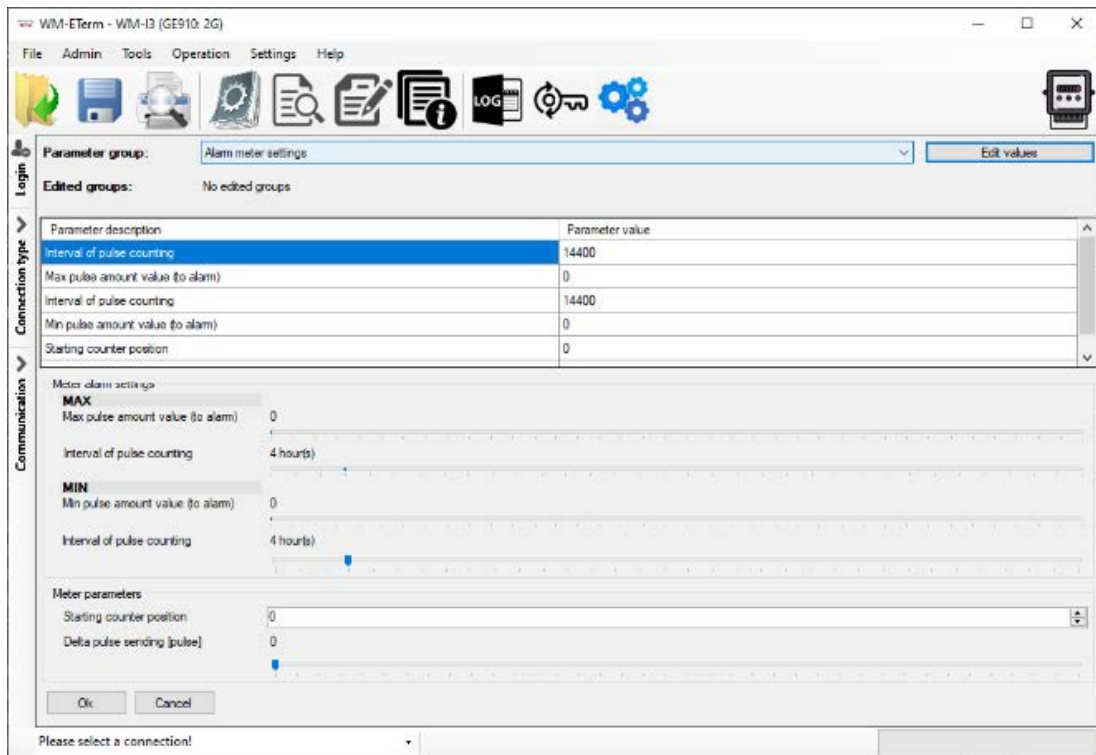 WM-ETerm - WM-I3 (GE910: 2G)
File Admin Tools Operation Settings Help
LOG
Login
Connection type
Communication
Parameter group: Alarm meter settings Edit values
Edited groups: No edited groups
Parameter description Parameter value
Interval of pulse counting 14400
Max pulse amount value (to alarm) 0
Interval of pulse counting 14400
Min pulse amount value (to alarm) 0
Starting counter position 0
Meter alarm settings
MAX
Max pulse amount value (to alarm) 0
Interval of pulse counting 4 hour(s)
MIN
Min pulse amount value (to alarm) 0
Interval of pulse counting 4 hour(s)
Meter parameters
Starting counter position 0
Delta pulse sending [pulse] 0
Ok Cancel
Please select a connection!